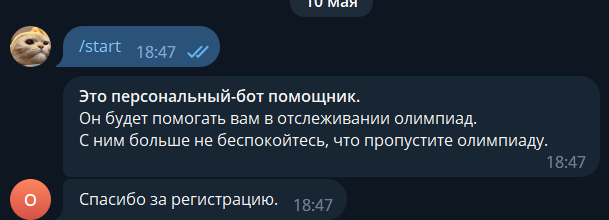 10 мая
/start 18:47
Это персональный-бот помощник.
Он будет помогать вам в отслеживании олимпиад.
С ним больше не беспокойтесь, что пропустите олимпиаду.
18:47
О
Спасибо за регистрацию. 18:47